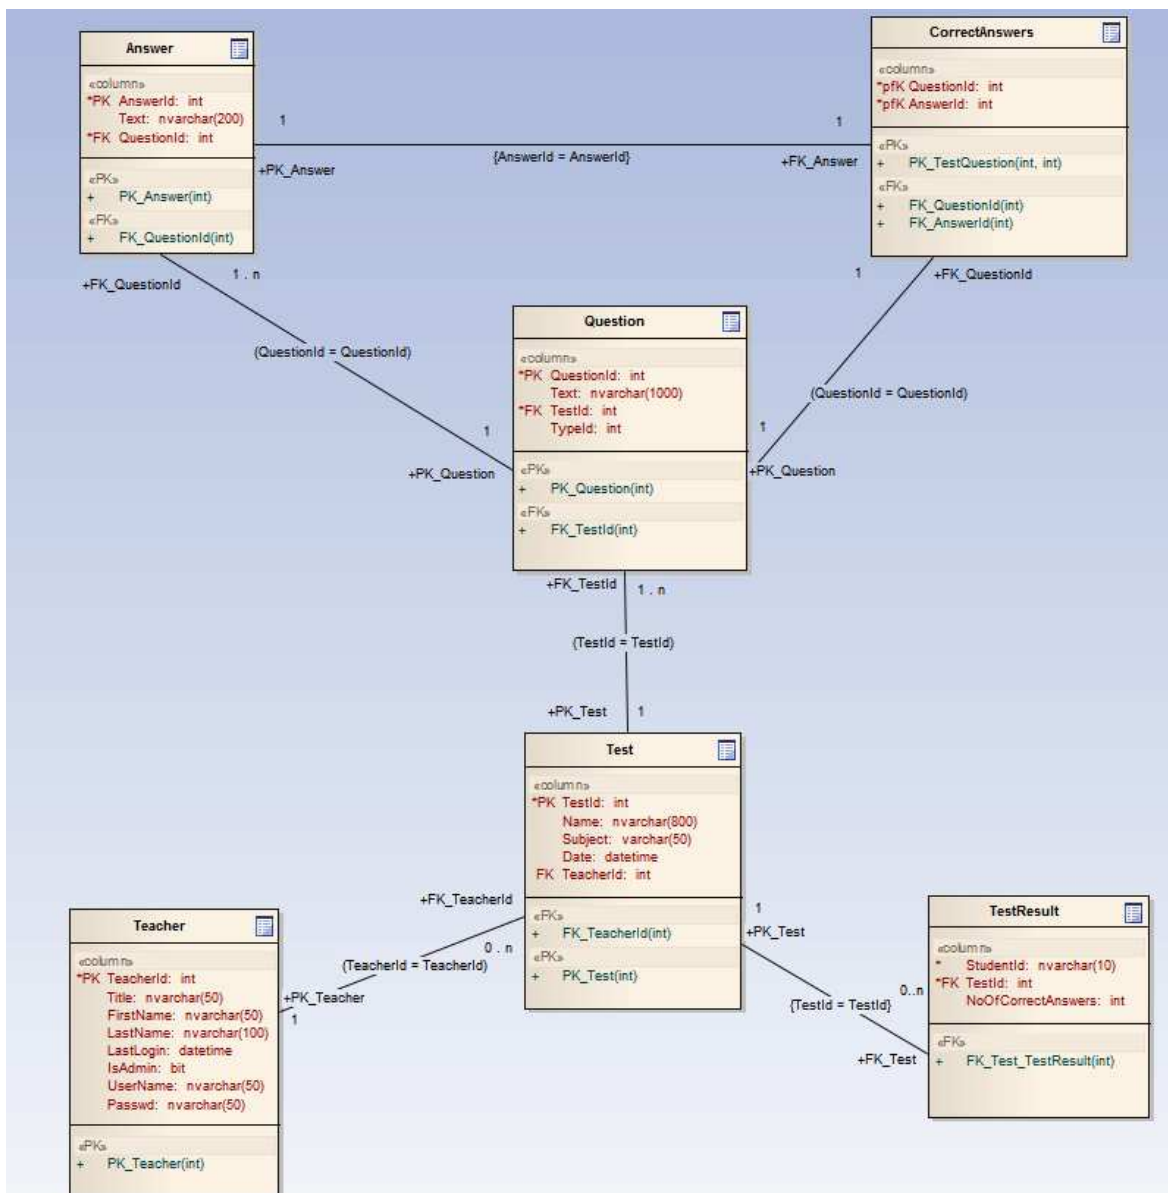 Answer
«column»
*PK AnswerId: int
Text: nvarchar(200)
*FK QuestionId: int
«PK»
+ PK_Answer(int)
«FK»
+ FK_QuestionId(int)
CorrectAnswers
«column»
*pfK QuestionId: int
*pfK AnswerId: int
«PK»
+ PK_TestQuestion(int, int)
«FK»
+ FK_QuestionId(int)
+ FK_AnswerId(int)
1
1
+PK_Answer
{AnswerId = AnswerId}
+FK_Answer
+FK_QuestionId
1 . n
1
+FK_QuestionId
(QuestionId = QuestionId)
(QuestionId = QuestionId)
Question
«column»
*PK QuestionId: int
Text: nvarchar(1000)
*FK TestId: int
TypeId: int
«PK»
+ PK_Question(int)
«FK»
+ FK_TestId(int)
1
1
+PK_Question
+PK_Question
+FK_TestId
1 . n
(TestId = TestId)
+PK_Test
1
Test
«column»
*PK TestId: int
Name: nvarchar(800)
Subject: varchar(50)
Date: datetime
FK TeacherId: int
«FK»
+ FK_TeacherId(int)
«PK»
+ PK_Test(int)
+FK_TeacherId
0 . n
(TeacherId = TeacherId)
+PK_Teacher
1
Teacher
«column»
*PK TeacherId: int
Title: nvarchar(50)
FirstName: nvarchar(50)
LastName: nvarchar(100)
LastLogin: datetime
IsAdmin: bit
UserName: nvarchar(50)
Passwd: nvarchar(50)
«PK»
+ PK_Teacher(int)
1
+PK_Test
0..n
{TestId = TestId}
+FK_Test
TestResult
«column»
* StudentId: nvarchar(10)
*FK TestId: int
NoOfCorrectAnswers: int
«FK»
+ FK_Test_TestResult(int)